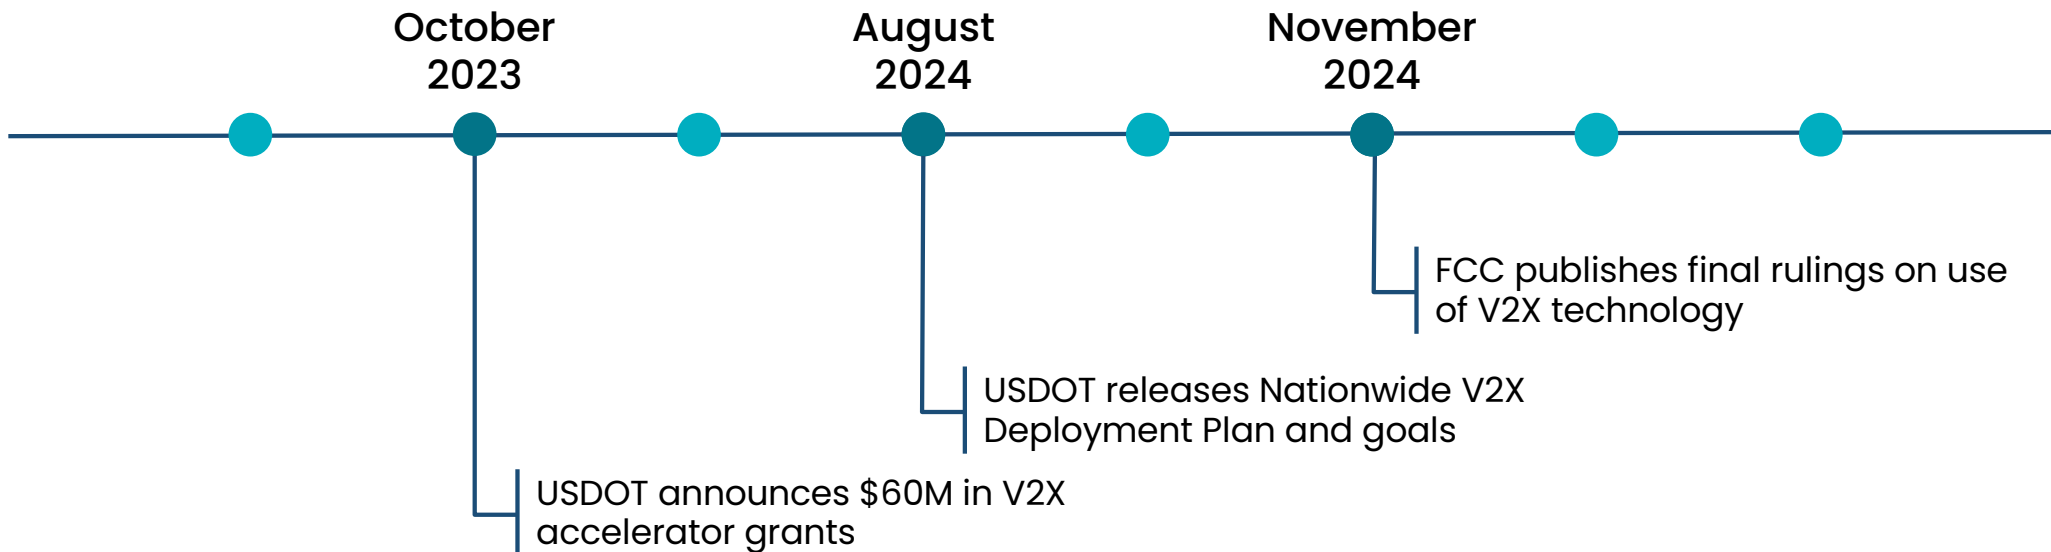 October
2023
August
2024
November
2024
FCC publishes final rulings on use
of V2X technology
USDOT releases Nationwide V2X
Deployment Plan and goals
USDOT announces $60M in V2X
accelerator grants